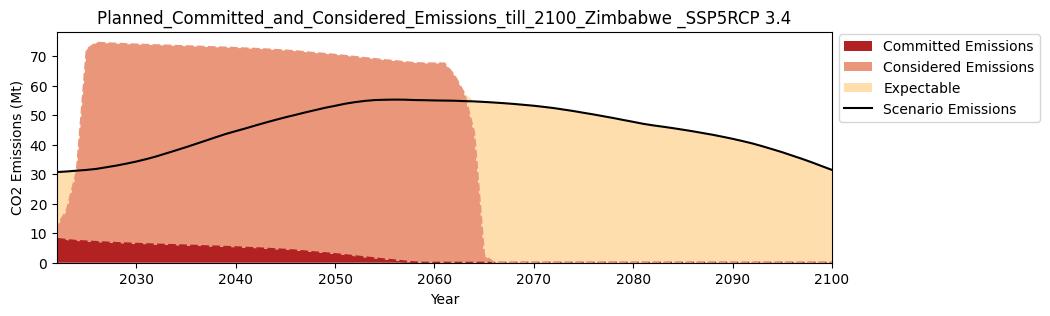 Planned_Committed_and_Considered_Emissions_till_2100_Zimbabwe _SSP5RCP 3.4
CO2 Emissions (Mt)
70
60
50
40
30
20
10
0
2030 2040 2050 2060 2070 2080 2090 2100
Year
Committed Emissions
Considered Emissions
Expectable
Scenario Emissions